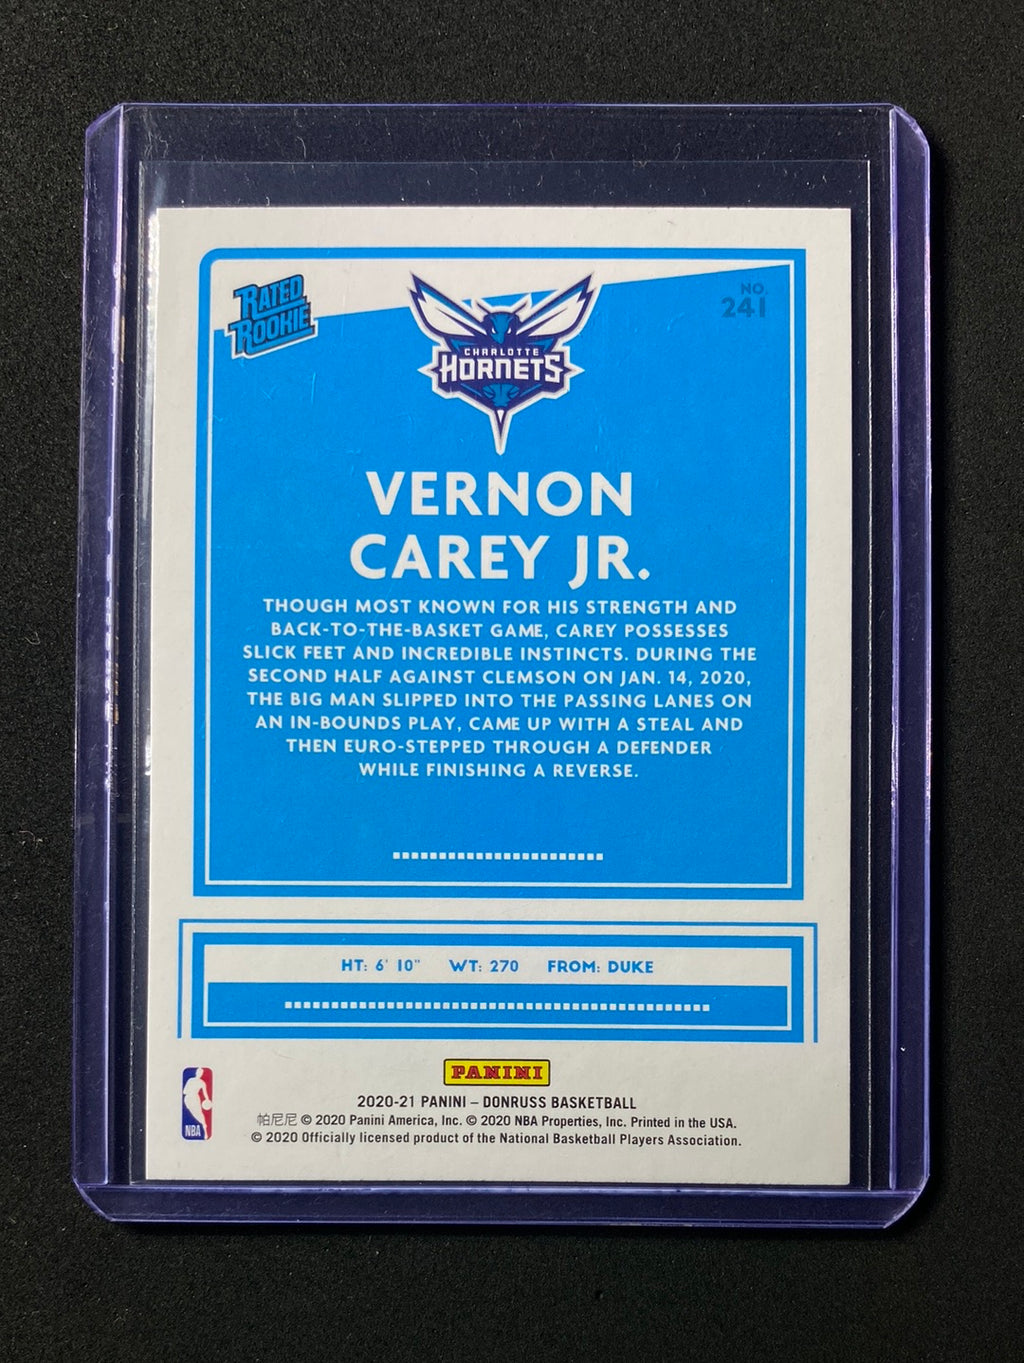 RATED
ROOKIE
NO.
241
CHARLOTTE
HORNETS
VERNON
CAREY JR.
THOUGH MOST KNOWN FOR HIS STRENGTH AND
BACK-TO-THE-BASKET GAME, CAREY POSSESSES
SLICK FEET AND INCREDIBLE INSTINCTS. DURING THE
SECOND HALF AGAINST CLEMSON ON JAN. 14, 2020,
THE BIG MAN SLIPPED INTO THE PASSING LANES ON
AN IN-BOUNDS PLAY, CAME UP WITH A STEAL AND
THEN EURO-STEPPED THROUGH A DEFENDER
WHILE FINISHING A REVERSE.
HT: 6' 10" WT: 270 FROM: DUKE
PANINI
NBA
2020-21 PANINI – DONRUSS BASKETBALL
帕尼尼 © 2020 Panini America, Inc. © 2020 NBA Properties, Inc. Printed in the USA.
© 2020 Officially licensed product of the National Basketball Players Association.